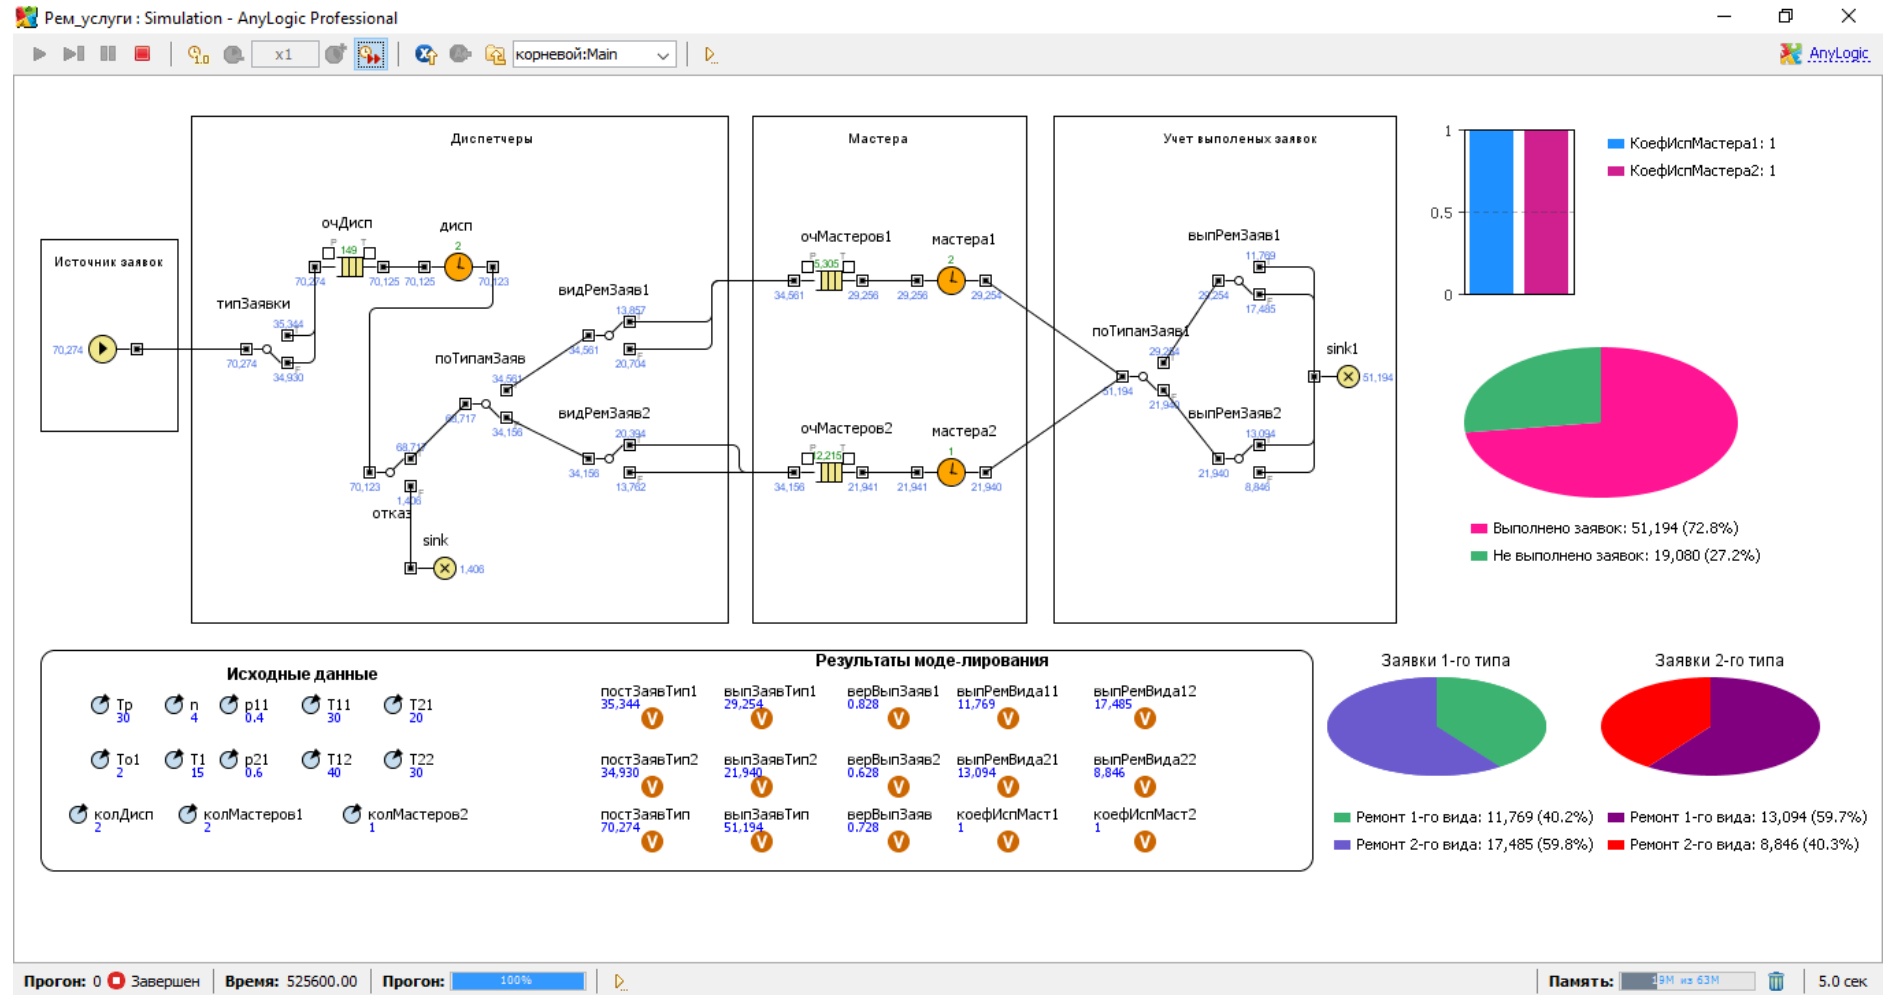 Рем_услуги : Simulation - AnyLogic Professional
x1
корневой:Main
AnyLogic
Источник заявок
70,274
Диспетчеры
очДисп
дисп
P T
149
2
70,274
70,125 70,125
70,123
типЗаявки
35,344
70,274
34,930
видРемЗаяв1
13,857
34,561
20,704
поТипамЗаяв
34,561
68,717
34,156
видРемЗаяв2
20,394
34,156
13,762
68,717
70,123
1,406
отказ
sink
1,406
Мастера
очМастеров1
мастера1
P T
5,305
2
34,561
29,256
29,256
29,254
очМастеров2
мастера2
P T
12,215
1
34,156
21,941
21,941
21,940
Учет выполеных заявок
выпРемЗаяв1
11,769
29,254
17,485
поТипамЗаяв1
29,254
51,194
21,940
sink1
51,194
выпРемЗаяв2
13,094
21,940
8,846
1
0.5
0
КоефИспМастера1: 1
КоефИспМастера2: 1
Выполнено заявок: 51,194 (72.8%)
Не выполнено заявок: 19,080 (27.2%)
Исходные данные
Tp
30
n
4
p11
0.4
T11
30
T21
20
To1
2
T1
15
p21
0.6
T12
40
T22
30
колДисп
2
колМастеров1
2
колМастеров2
1
Результаты моде-лирования
постЗаявТип1
35,344
выпЗаявТип1
29,254
верВыпЗаяв1
0.828
выпРемВида11
11,769
выпРемВида12
17,485
постЗаявТип2
34,930
выпЗаявТип2
21,940
верВыпЗаяв2
0.628
выпРемВида21
13,094
выпРемВида22
8,846
постЗаявТип
70,274
выпЗаявТип
51,194
верВыпЗаяв
0.728
коефИспМаст1
1
коефИспМаст2
1
Заявки 1-го типа
Ремонт 1-го вида: 11,769 (40.2%)
Ремонт 2-го вида: 17,485 (59.8%)
Заявки 2-го типа
Ремонт 1-го вида: 13,094 (59.7%)
Ремонт 2-го вида: 8,846 (40.3%)
Прогон: 0 Завершен Время: 525600.00 Прогон: 100%
Память: 19M из 63M 5.0 сек